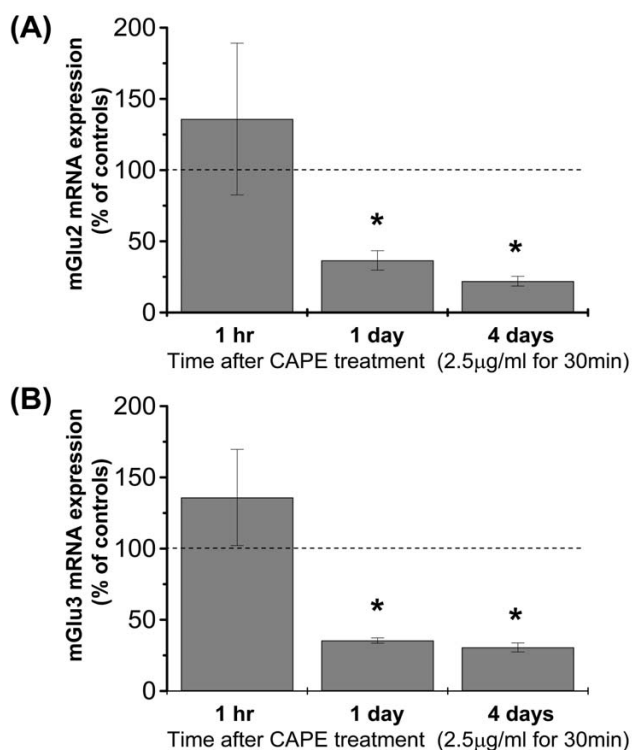 (A)
mGlu2 mRNA expression
(% of controls)
200
150
100
50
0
*
*
1 hr 1 day 4 days
Time after CAPE treatment (2.5μg/ml for 30min)
(B)
mGlu3 mRNA expression
(% of controls)
200
150
100
50
0
*
*
1 hr 1 day 4 days
Time after CAPE treatment (2.5μg/ml for 30min)